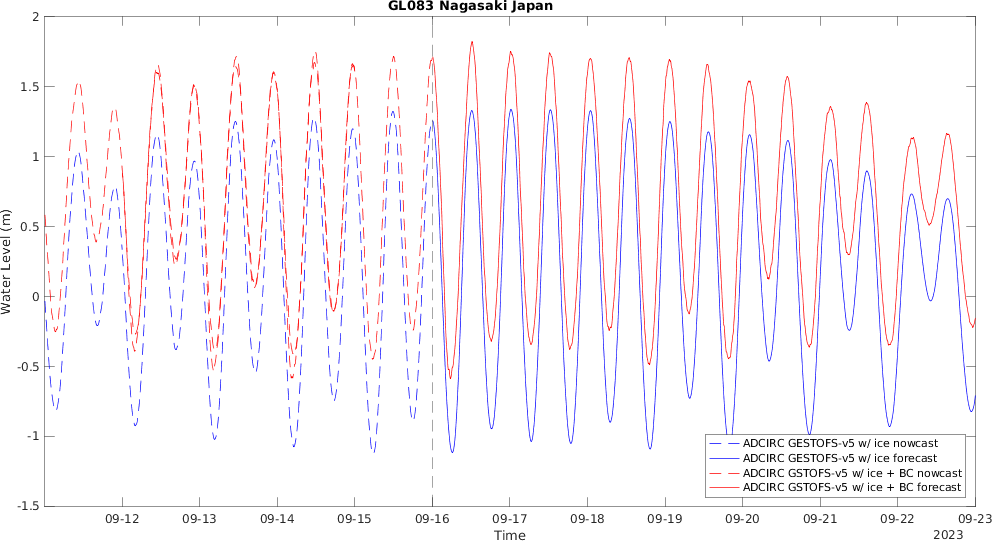 GL083 Nagasaki Japan
Water Level (m)
2
1.5
1
0.5
0
-0.5
-1
-1.5
ADCIRC GESTOFS-v5 w/ ice nowcast
ADCIRC GESTOFS-v5 w/ ice forecast
ADCIRC GSTOFS-v5 w/ ice + BC nowcast
ADCIRC GSTOFS-v5 w/ ice + BC forecast
09-12 09-13 09-14 09-15 09-16 09-17 09-18 09-19 09-20 09-21 09-22 09-23
Time
2023